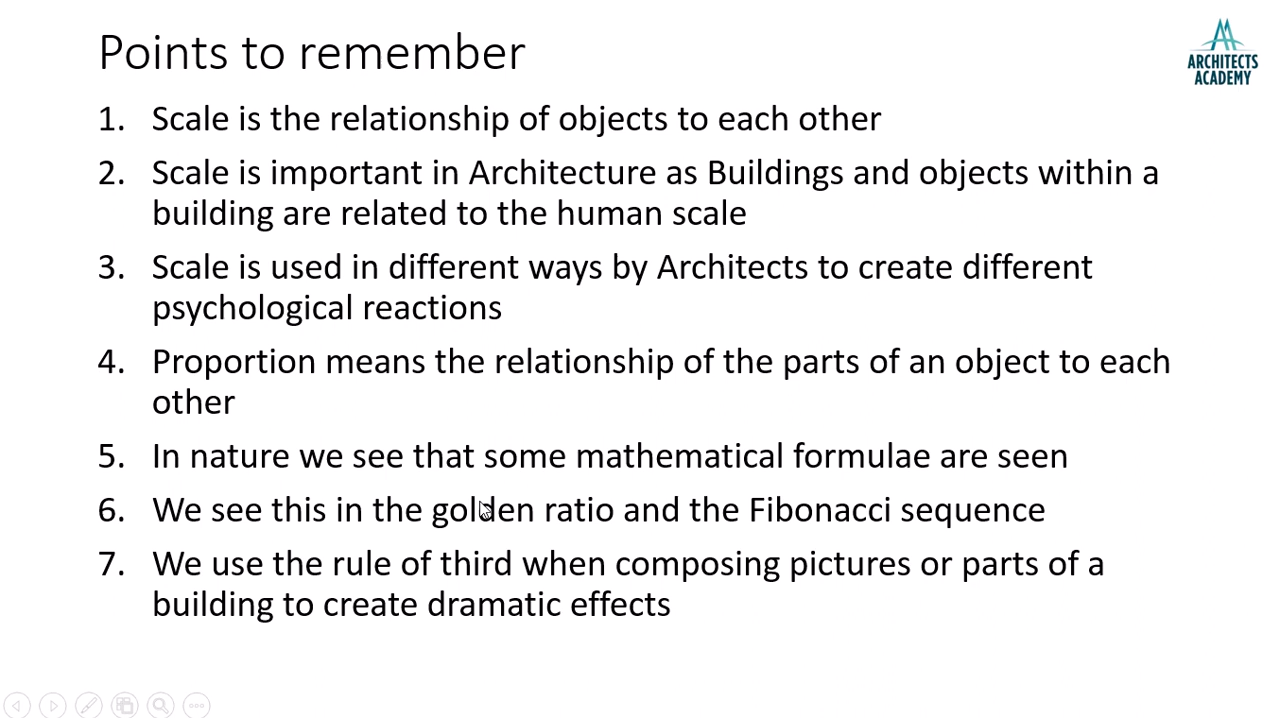 Points to remember
ARCHITECTS
ACADEMY
1. Scale is the relationship of objects to each other
2. Scale is important in Architecture as Buildings and objects within a
building are related to the human scale
3. Scale is used in different ways by Architects to create different
psychological reactions
4. Proportion means the relationship of the parts of an object to each
other
5. In nature we see that some mathematical formulae are seen
6. We see this in the golden ratio and the Fibonacci sequence
7. We use the rule of third when composing pictures or parts of a
building to create dramatic effects